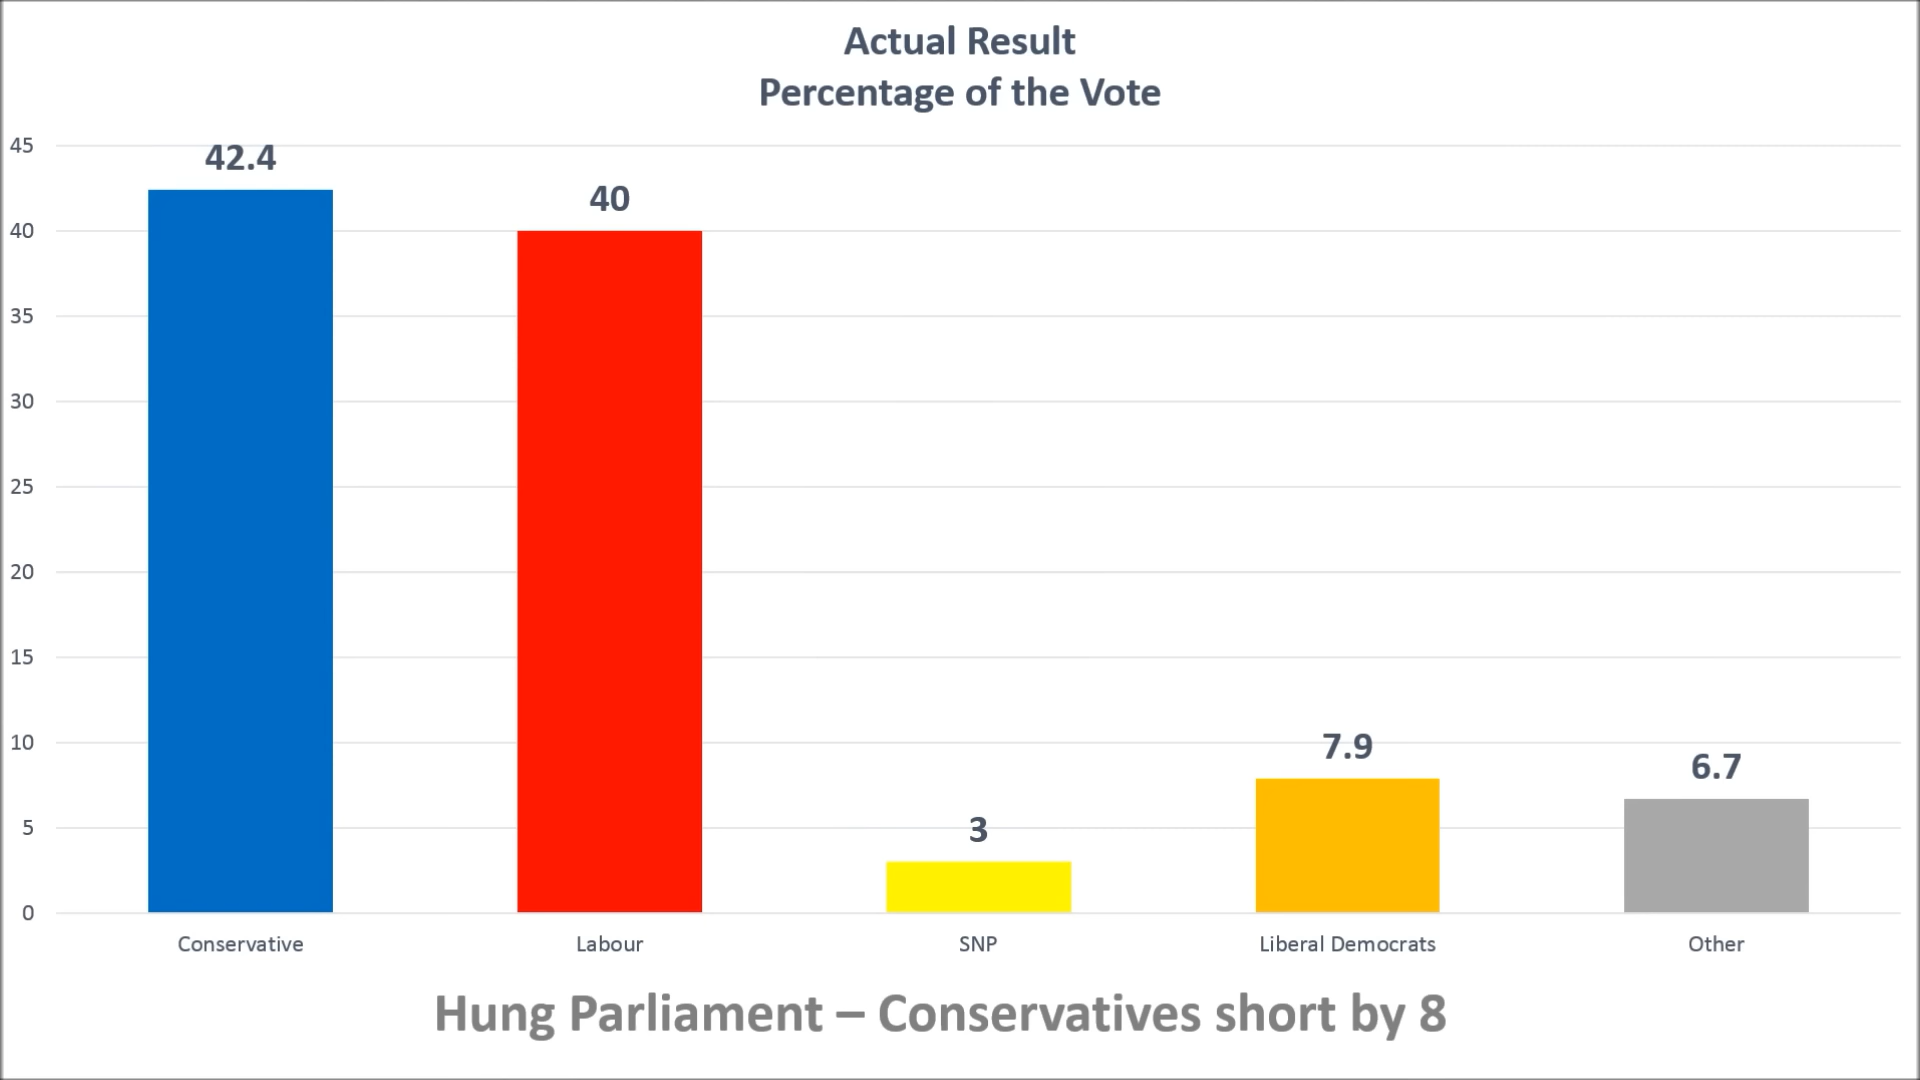 Actual Result
Percentage of the Vote
45
40
35
30
25
20
15
10
5
0
42.4
40
3
7.9
6.7
Conservative
Labour
SNP
Liberal Democrats
Other
Hung Parliament – Conservatives short by 8